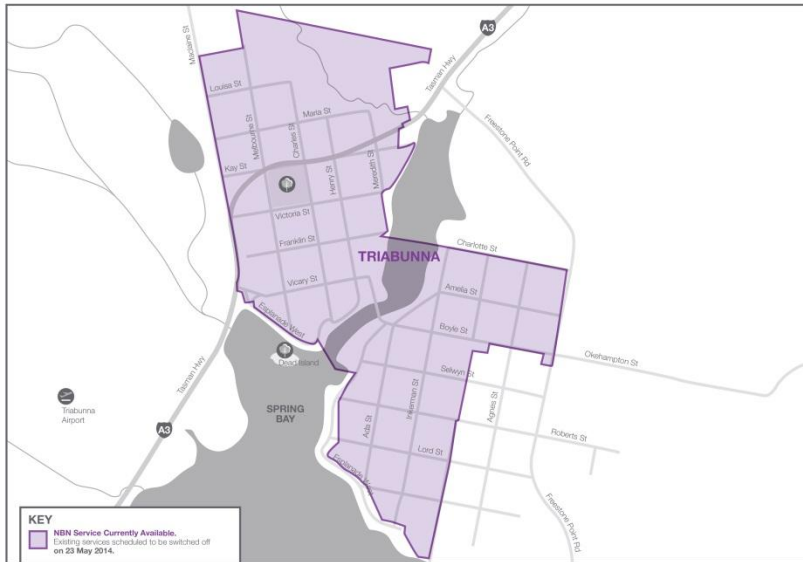 A3
Maclaine St
Tasman Hwy
Louisa St
Maria St
Melbourne St
Charles St
Freestone Point Rd
Kay St
Henry St
Meredith St
Victoria St
Franklin St
TRIABUNNA
Charlotte St
Vicary St
Amelia St
Esplanade West
Boyle St
Okehampton St
Dead Island
Tasman Hwy
Selwyn St
Triabunna
Airport
SPRING
BAY
Inkerman St
Agnes St
Ada St
A3
Roberts St
Lord St
Esplanade West
Freestone Point Rd
KEY
NBN Service Currently Available.
Existing services scheduled to be switched off
on 23 May 2014.